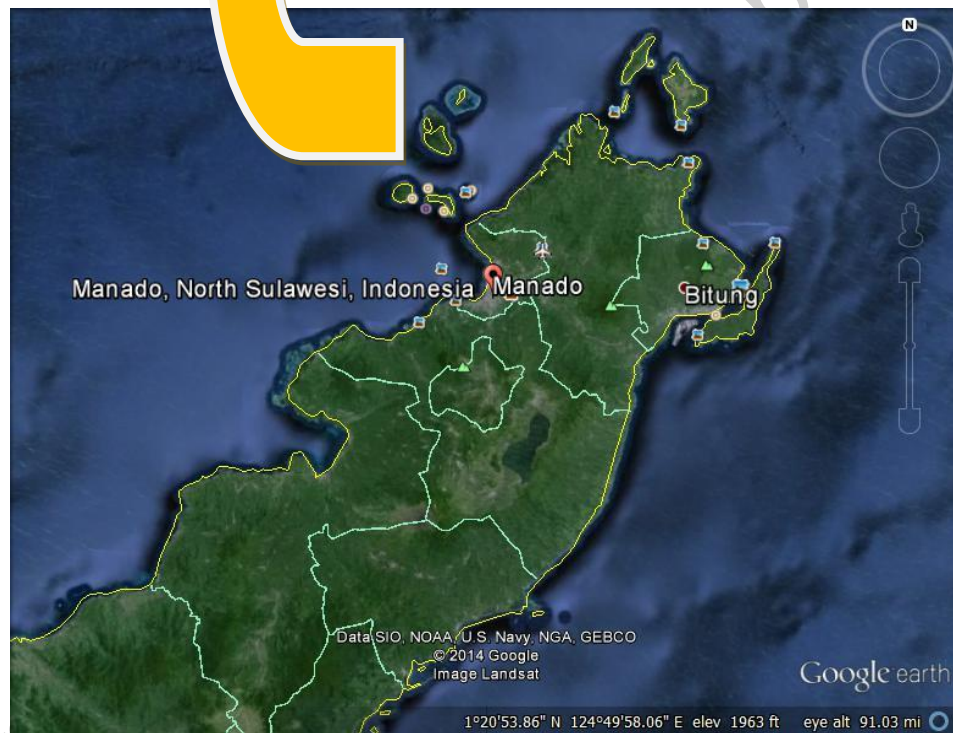 N
Manado, North Sulawesi, Indonesia
Manado
Bitung
Data SIO, NOAA, U.S. Navy, NGA, GEBCO
© 2014 Google
Image Landsat
Google earth
1°20'53.86" N 124°49'58.06" E elev 1963 ft eye alt 91.03 mi